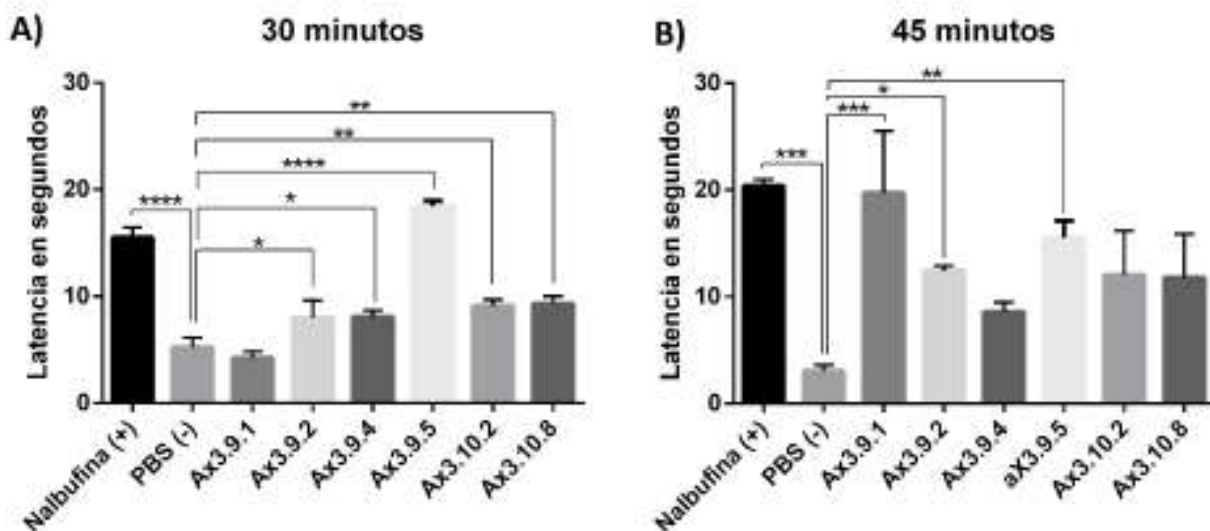 A)
30 minutos
Latencia en segundos
30
20
10
0
**
**
****
*
*
****
Nalbufina (+)
PBS (-)
Ax3.9.1
Ax3.9.2
Ax3.9.4
Ax3.9.5
Ax3.10.2
Ax3.10.8
B)
45 minutos
Latencia en segundos
30
20
10
0
**
*
***
***
Nalbufina (+)
PBS (-)
Ax3.9.1
Ax3.9.2
Ax3.9.4
aX3.9.5
Ax3.10.2
Ax3.10.8